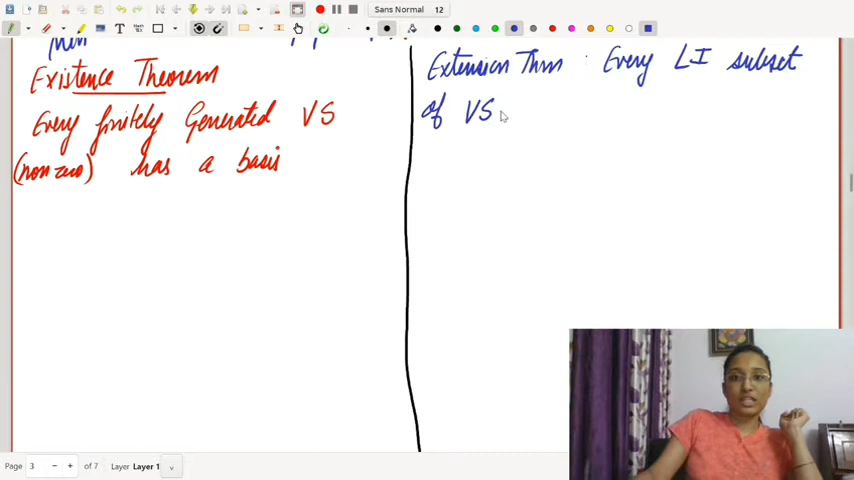 Sans Normal 12
Existence Theorem
Every finitely Generated VS
(non zero) has a basis
Extension Thm : Every LI subset
of VS
Page 3 - + of 7 Layer Layer 1